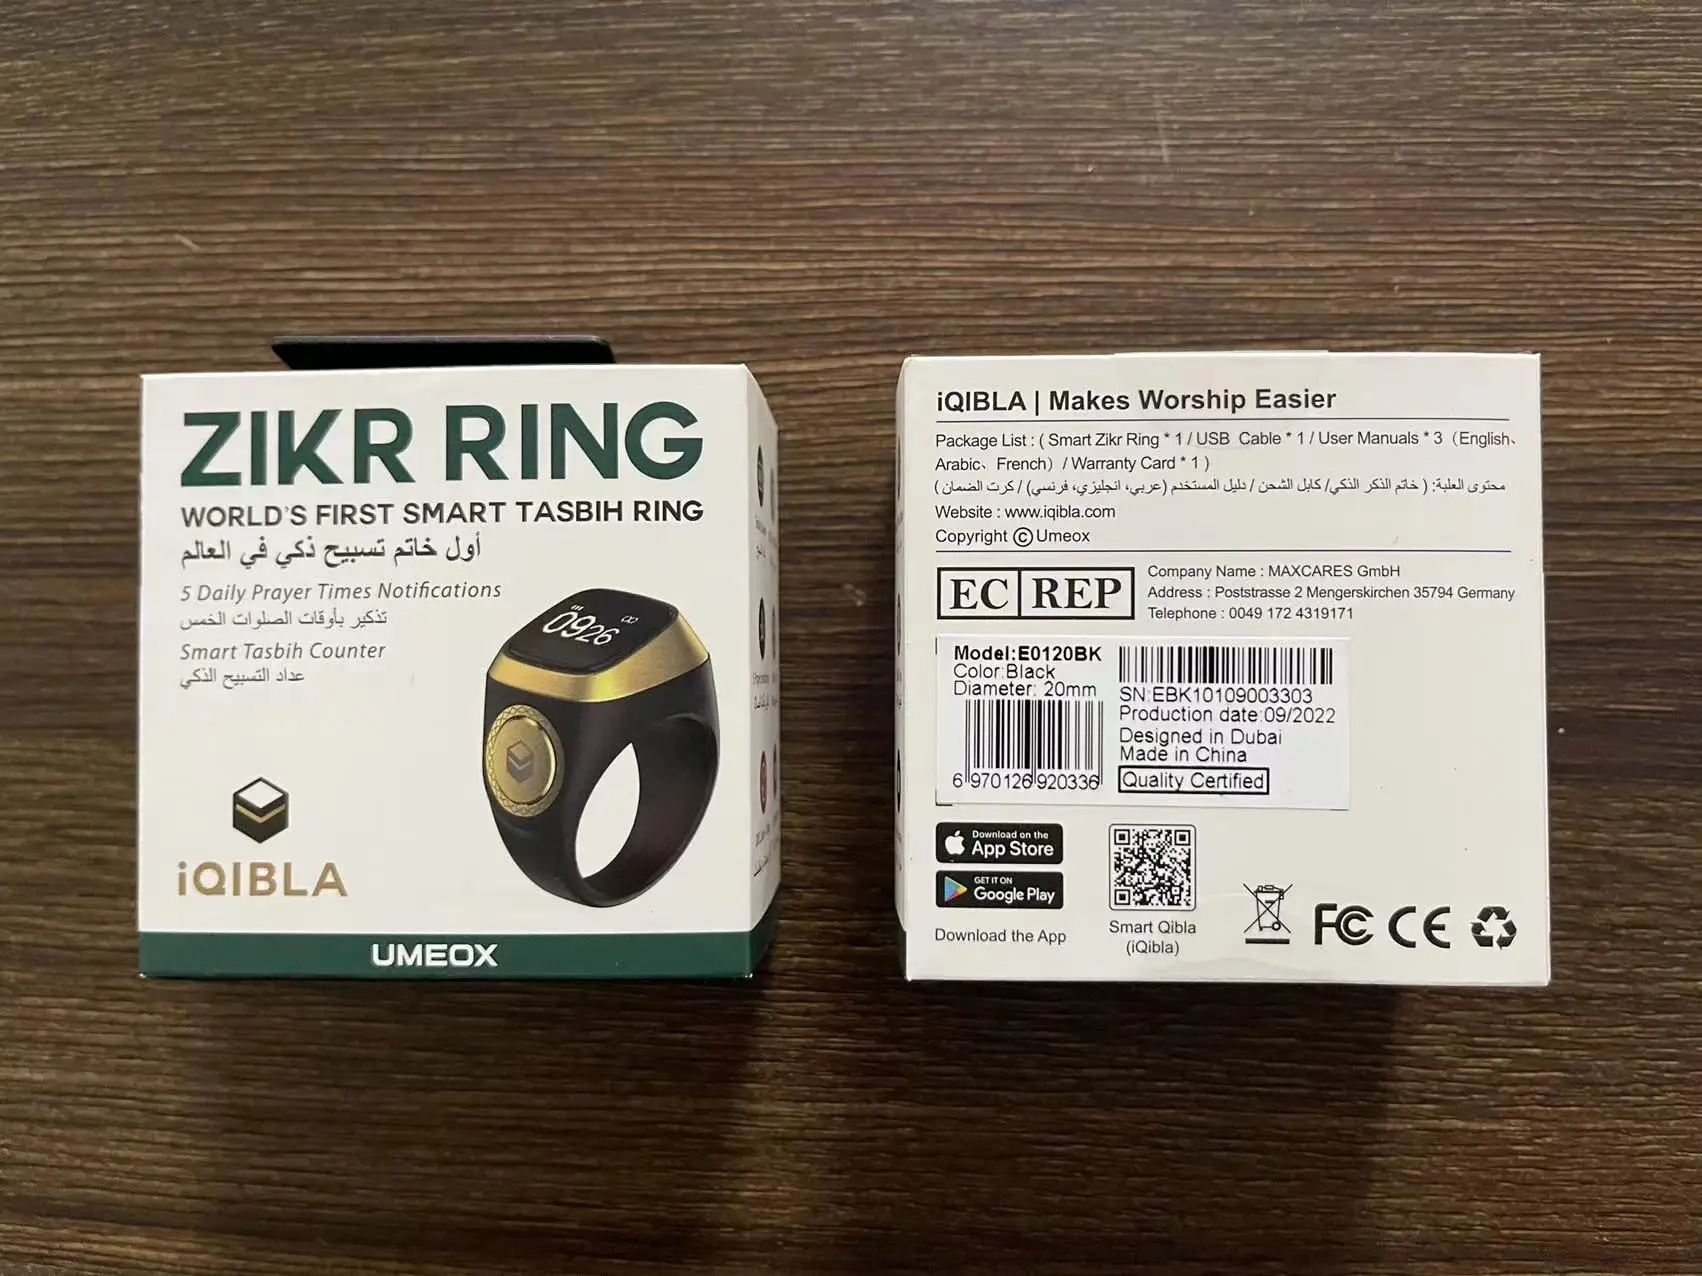 ZIKR RING
WORLD'S FIRST SMART TASBIH RING
أول خاتم تسبيح ذكي في العالم
5 Daily Prayer Times Notifications
تذكير بأوقات الصلوات الخمس
Smart Tasbih Counter
عداد التسبيح الذكي
0926
iQIBLA
UMEOX
iQIBLA | Makes Worship Easier
Package List : ( Smart Zikr Ring * 1 / USB Cable * 1 / User Manuals * 3（English、
Arabic、French）/ Warranty Card * 1 )
محتوى العلبة: ( خاتم الذكر الذكي/ كابل الشحن / دليل المستخدم (عربي، انجليزي، فرنسي) / كرت الضمان )
Website : www.iqibla.com
Copyright © Umeox
EC REP
Company Name : MAXCARES GmbH
Address : Poststrasse 2 Mengerskirchen 35794 Germany
Telephone : 0049 172 4319171
Model:E0120BK
Color:Black
Diameter: 20mm
6 970126 920336
SN:EBK10109003303
Production date:09/2022
Designed in Dubai
Made in China
Quality Certified
Download on the
App Store
GET IT ON
Google Play
Download the App
Smart Qibla
(iQibla)
FC CE